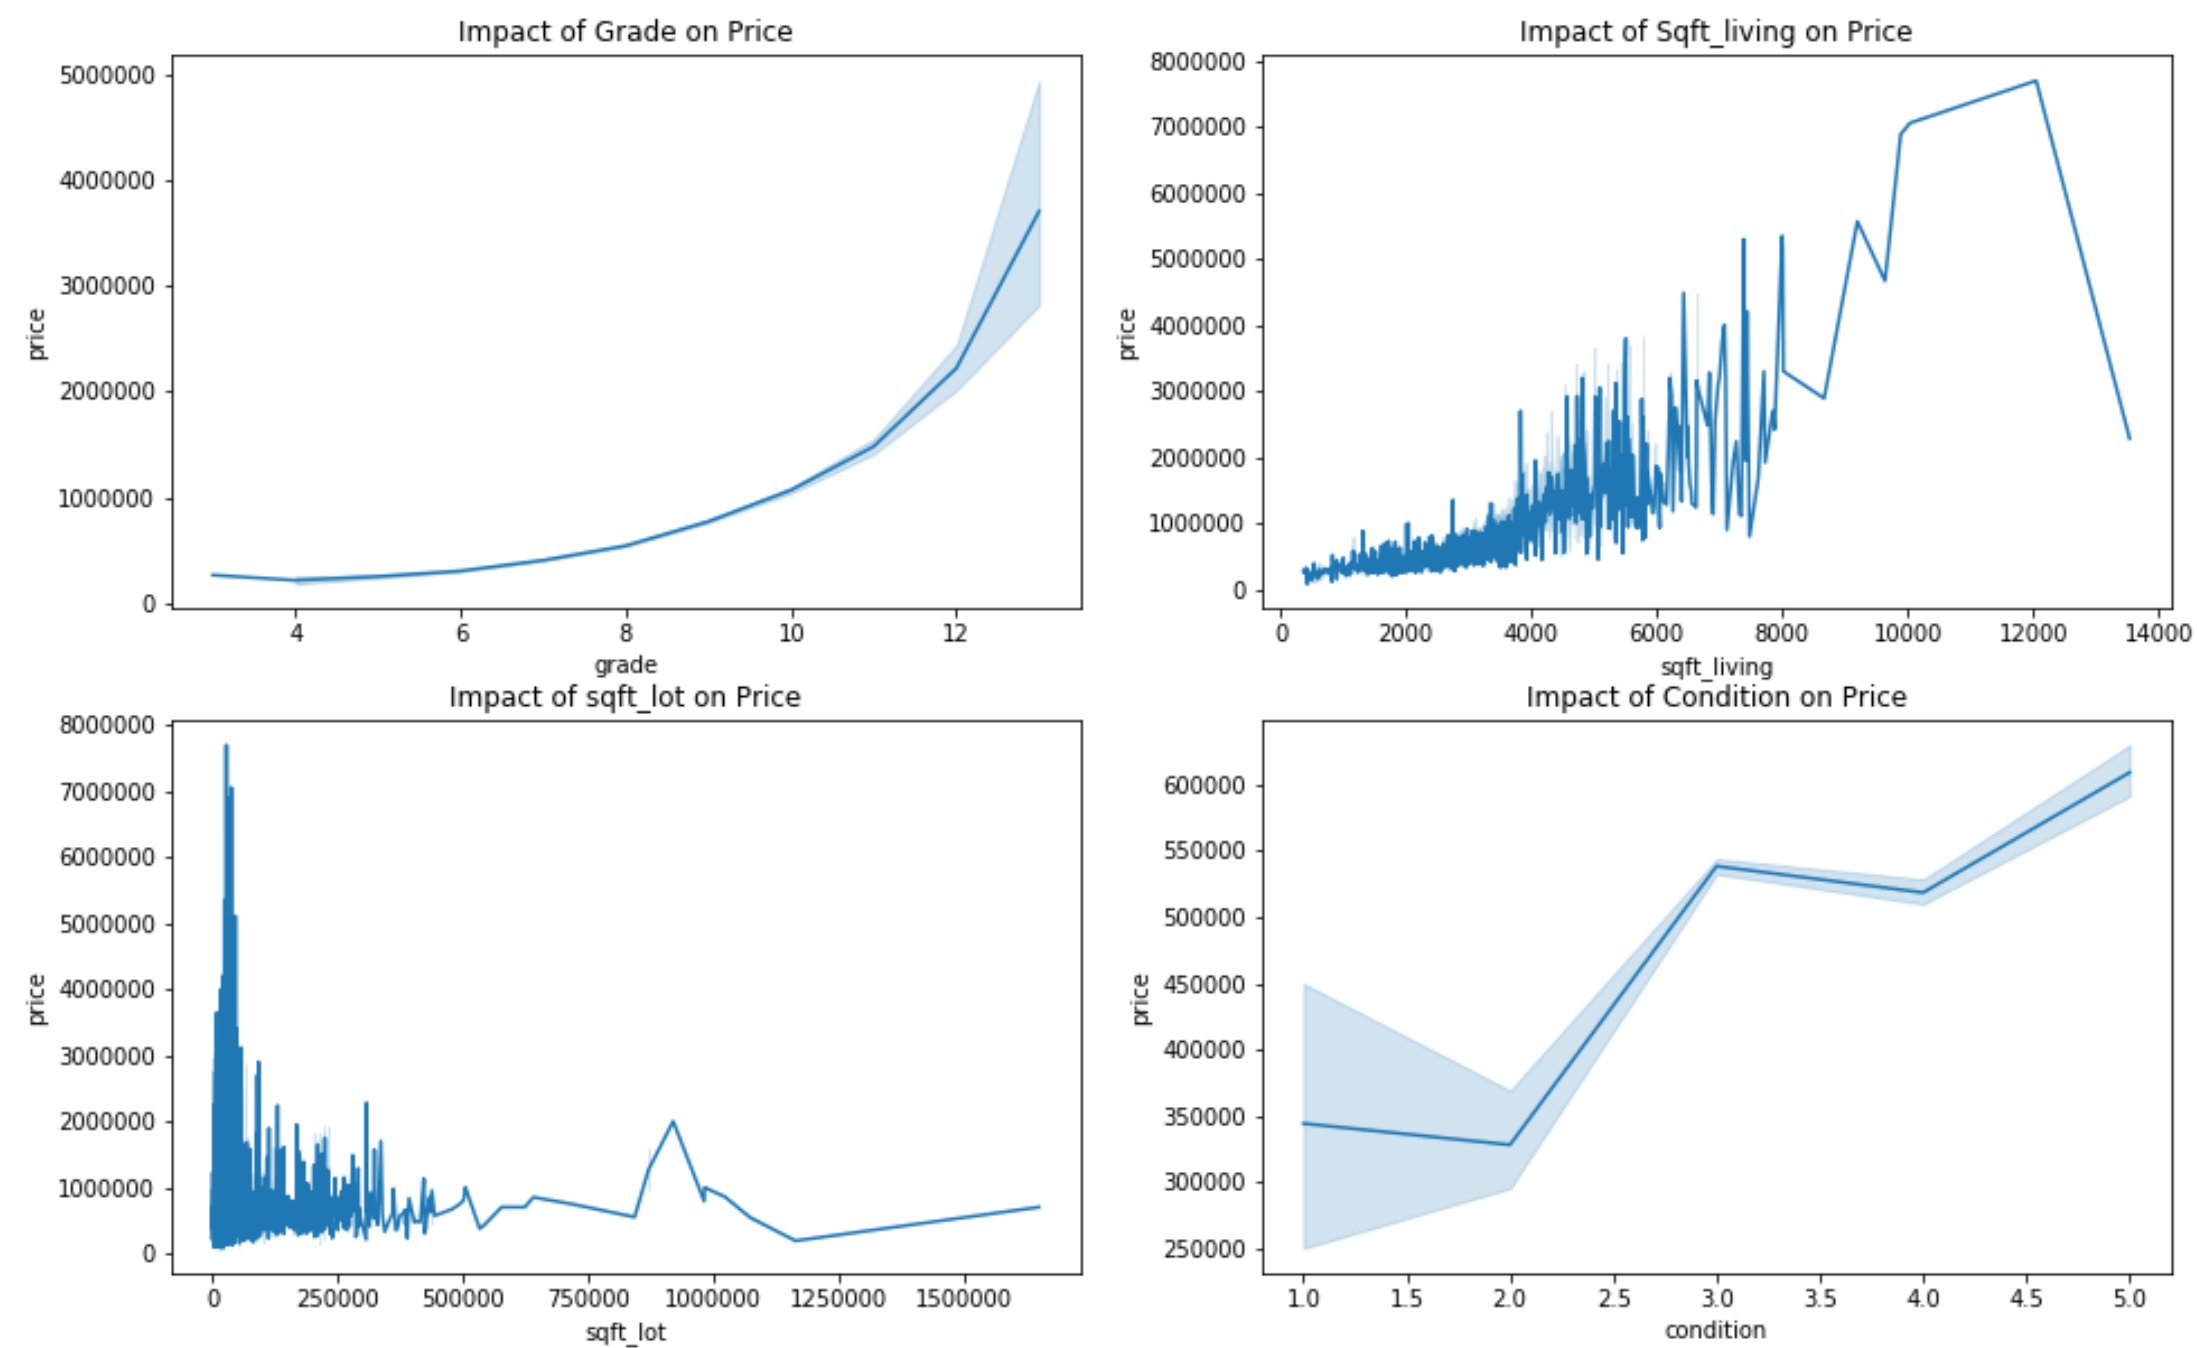 Impact of Grade on Price
5000000
4000000
3000000
2000000
1000000
0
price
4 6 8 10 12
grade
Impact of Sqft_living on Price
8000000
7000000
6000000
5000000
4000000
3000000
2000000
1000000
0
price
0 2000 4000 6000 8000 10000 12000 14000
sqft_living
Impact of sqft_lot on Price
8000000
7000000
6000000
5000000
4000000
3000000
2000000
1000000
0
price
0 250000 500000 750000 1000000 1250000 1500000
sqft_lot
Impact of Condition on Price
600000
550000
500000
450000
400000
350000
300000
250000
price
1.0 1.5 2.0 2.5 3.0 3.5 4.0 4.5 5.0
condition